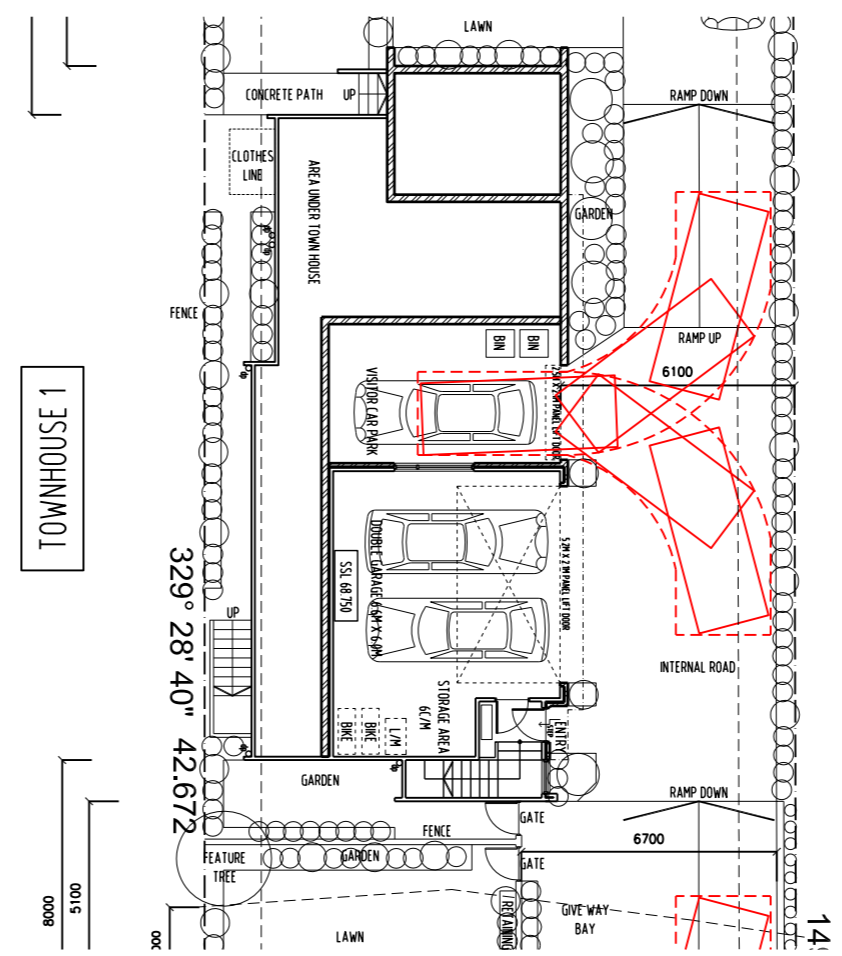 LAWN
CONCRETE PATH
UP
RAMP DOWN
CLOTHES
LINE
AREA UNDER TOWN HOUSE
GARDEN
FENCE
BIN
BIN
RAMP UP
6100
VISITOR CAR PARK
TOWNHOUSE 1
DOUBLE GARAGE 6.6M X 6.0M
SSL 68.750
5.2M X 2.1M PANEL LIFT DOOR
329° 28' 40" 42.672
UP
INTERNAL ROAD
STORAGE AREA
6C/M
BIKE
BIKE
L/M
ENTRY
GARDEN
RAMP DOWN
GATE
FENCE
6700
GATE
FEATURE
TREE
GARDEN
8000
5100
RETAINING
GIVE WAY
BAY
LAWN